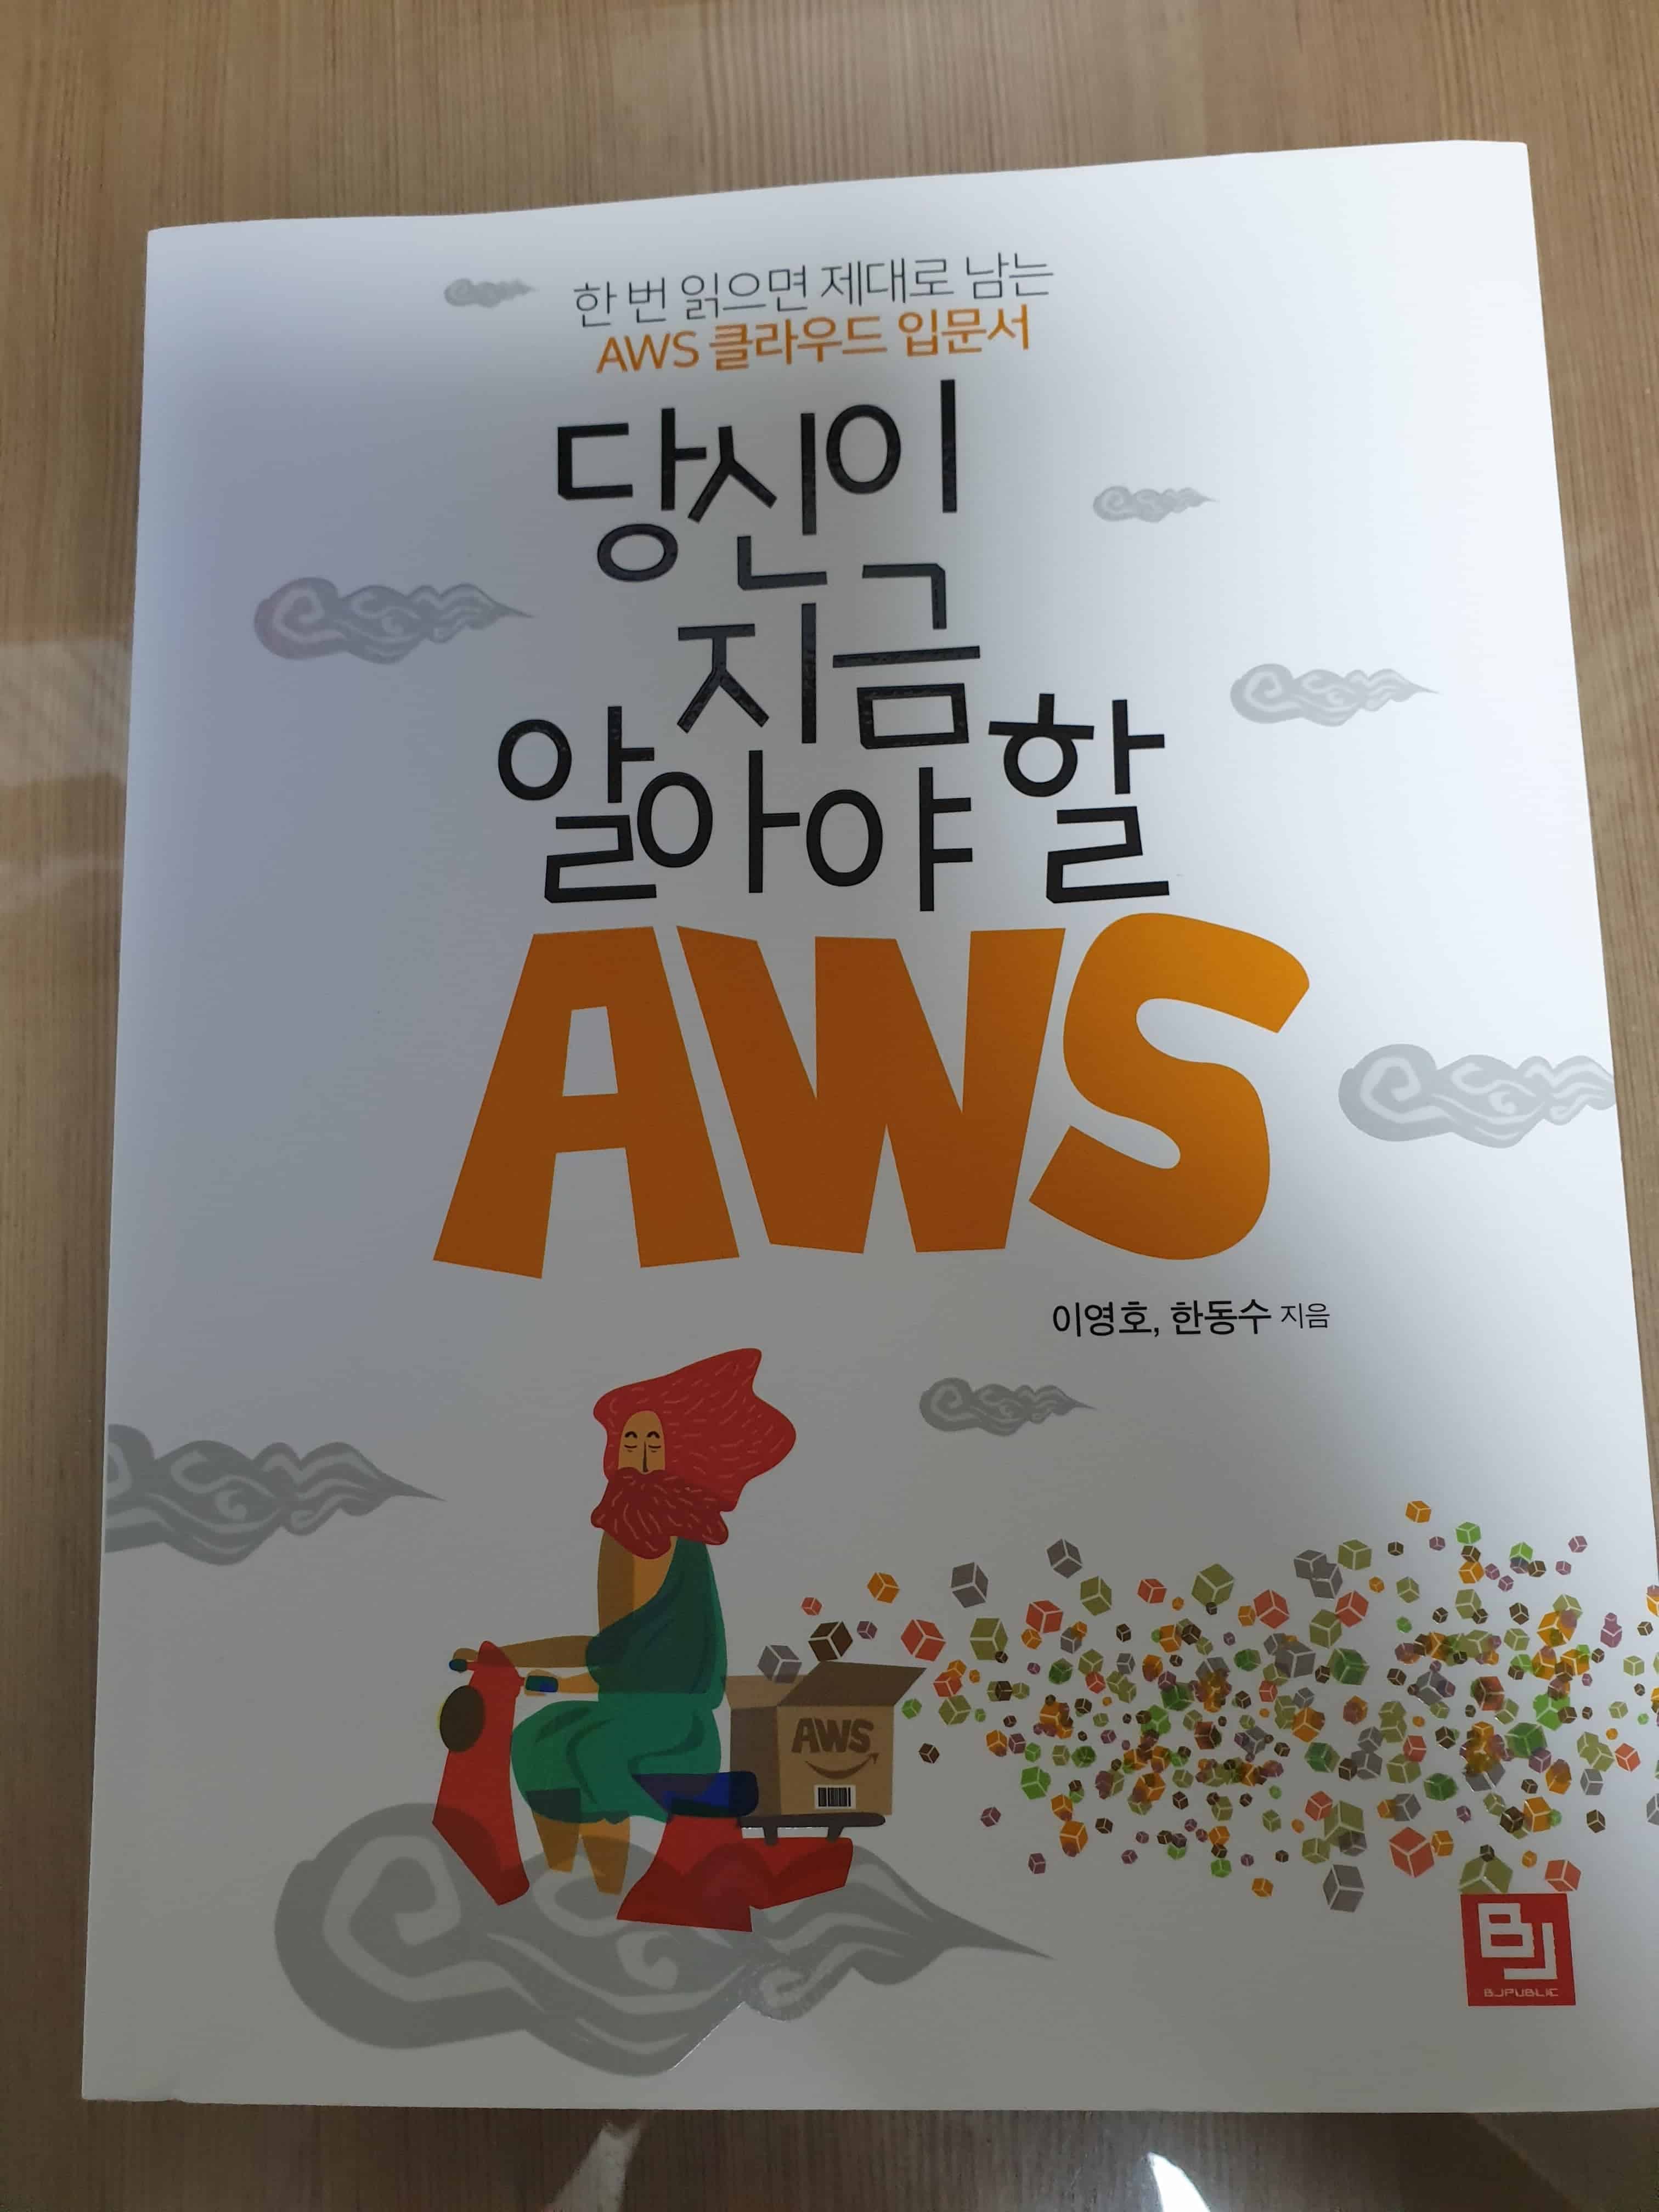 한 번 읽으면 제대로 남는
AWS 클라우드 입문서
당신이
지금
알아야 할
AWS
이영호, 한동수 지음
AWS
BJ
BJPUBLIC